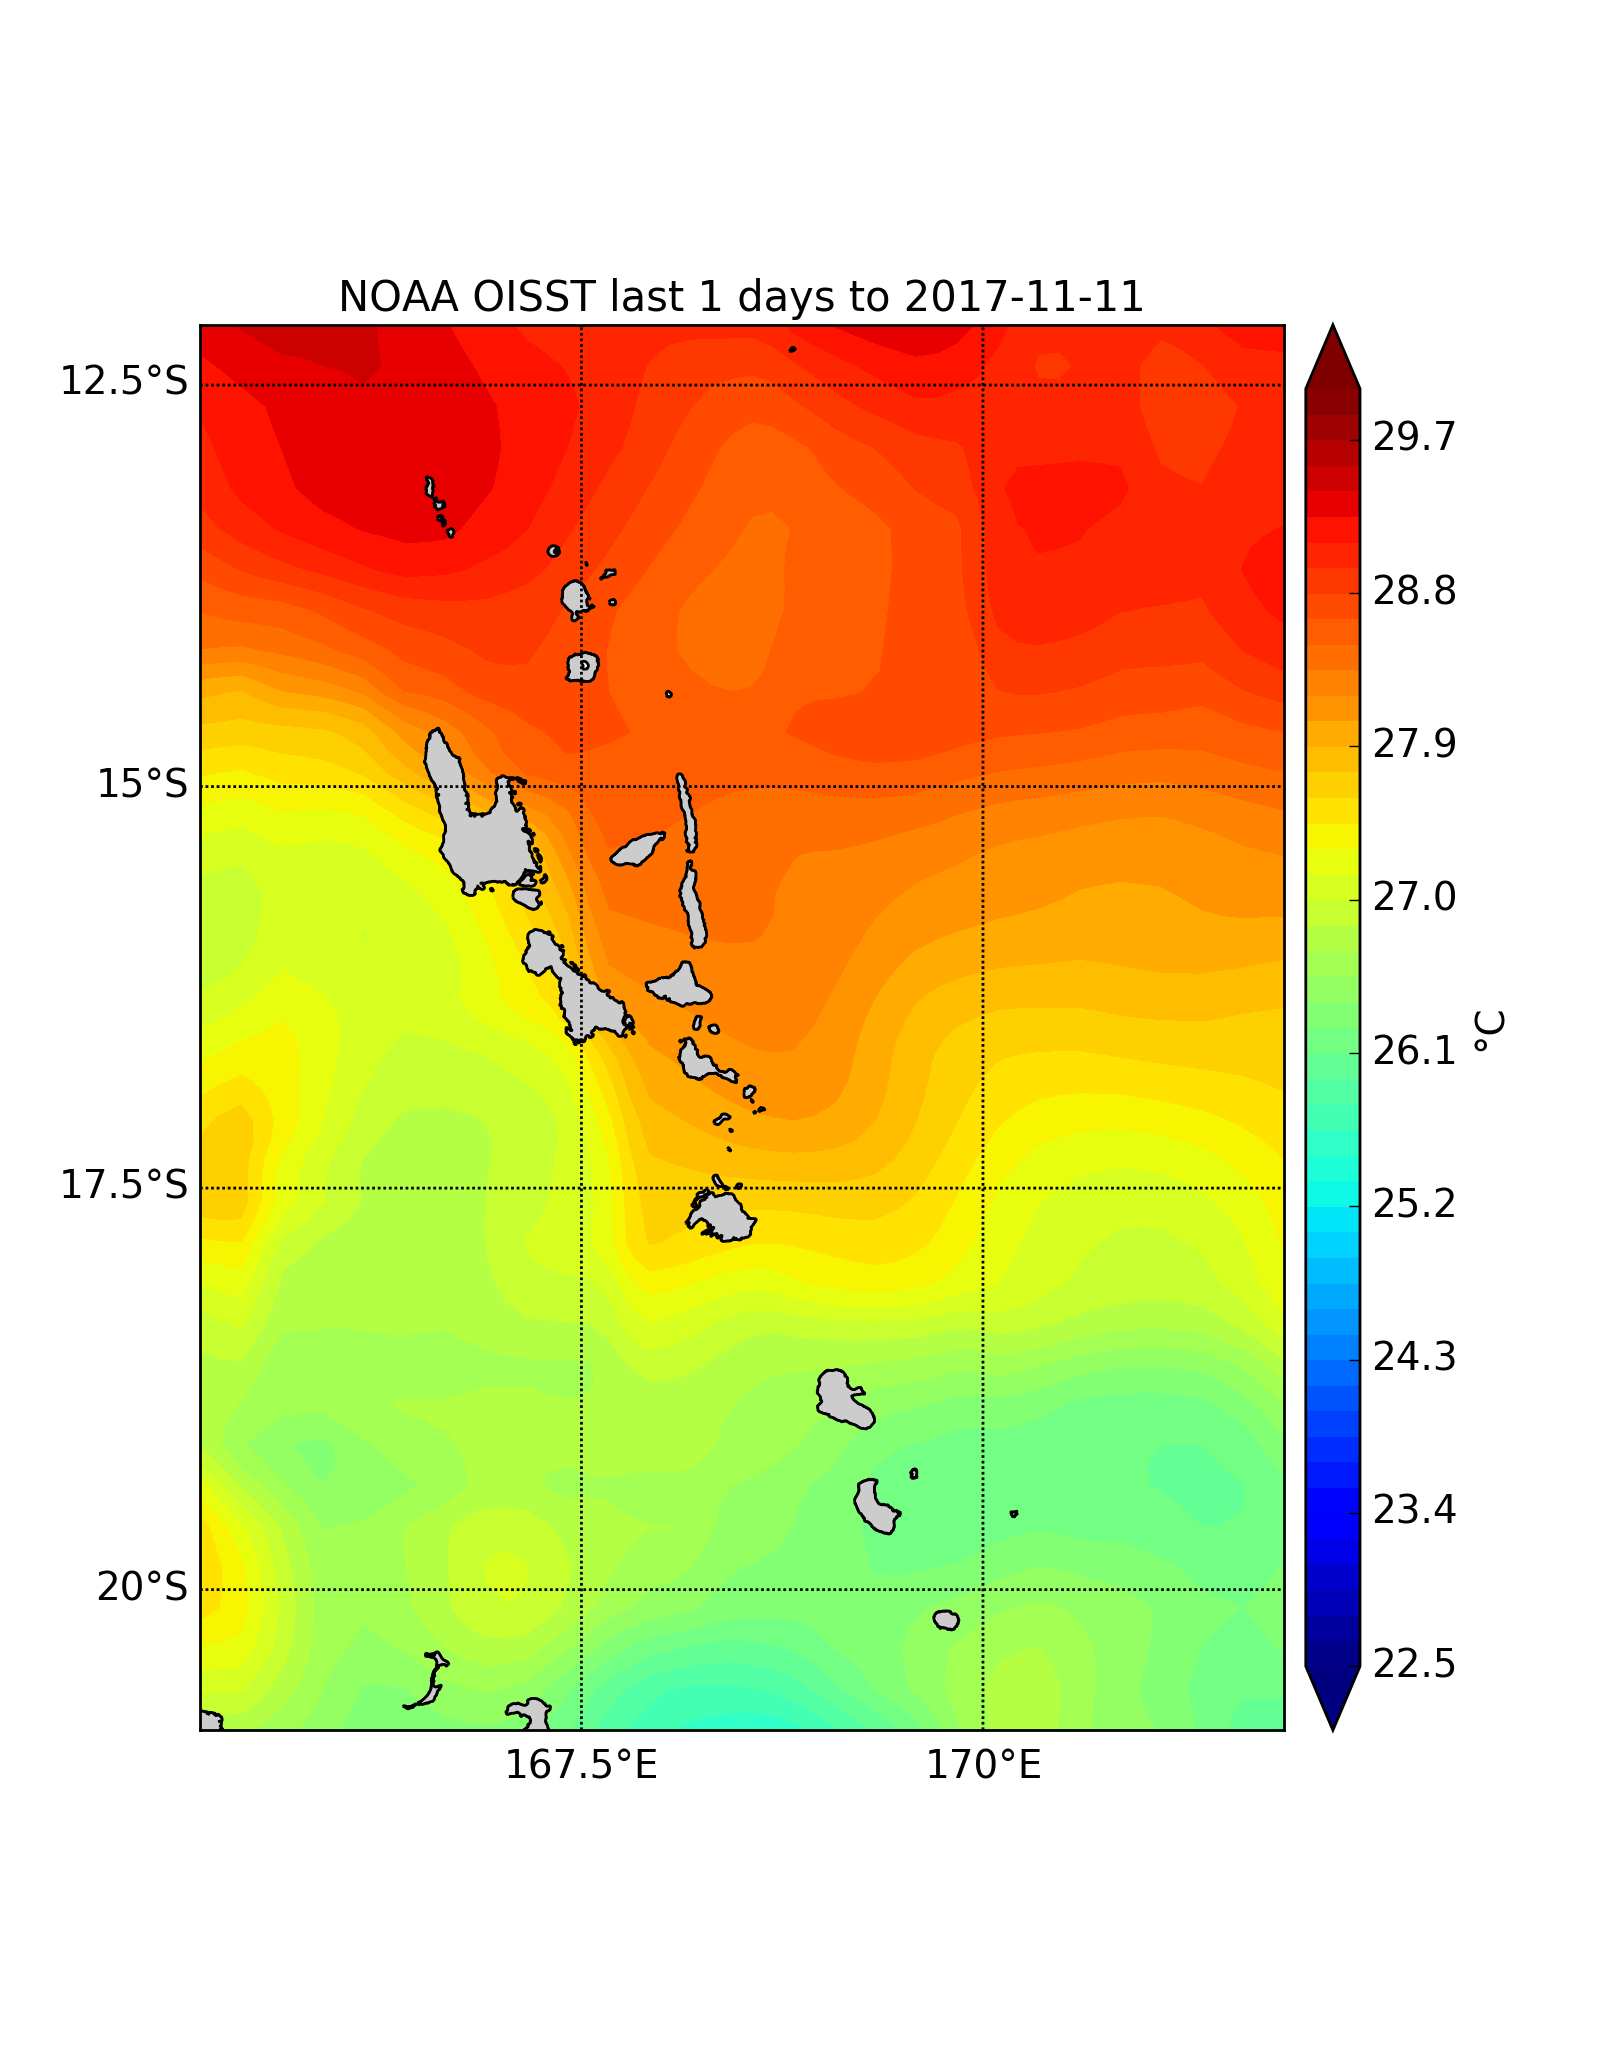 NOAA OISST last 1 days to 2017-11-11
12.5°S
15°S
17.5°S
20°S
167.5°E
170°E
29.7
28.8
27.9
27.0
26.1
25.2
24.3
23.4
22.5
°C